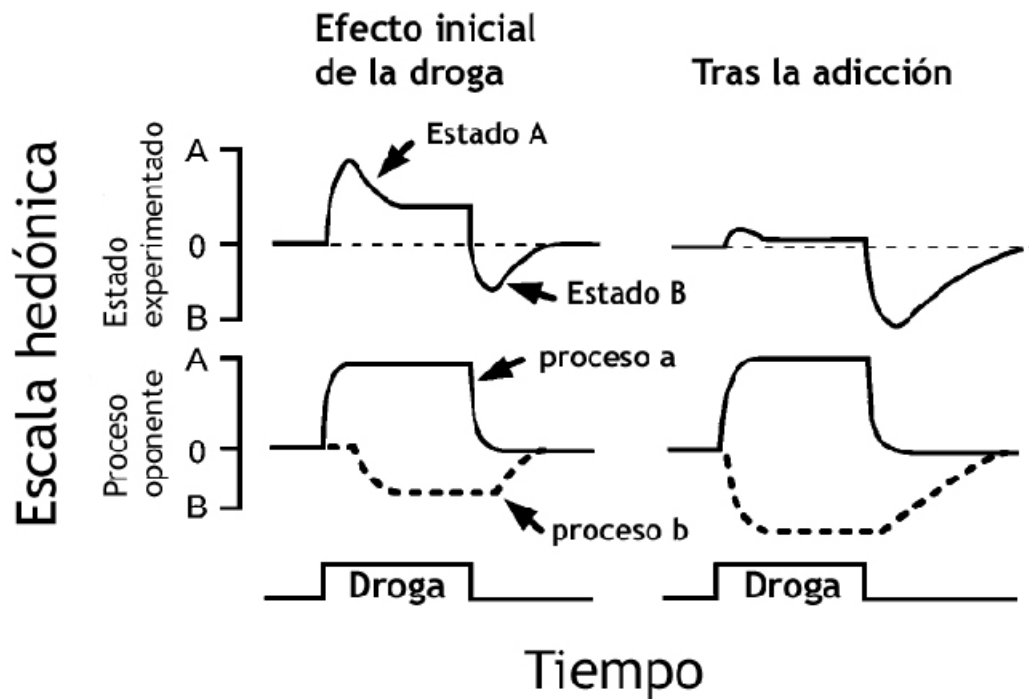 Efecto inicial
de la droga
Tras la adicción
Escala hedónica
Estado
experimentado
A
0
B
Estado A
Estado B
Proceso
oponente
A
0
B
proceso a
proceso b
Droga
Droga
Tiempo